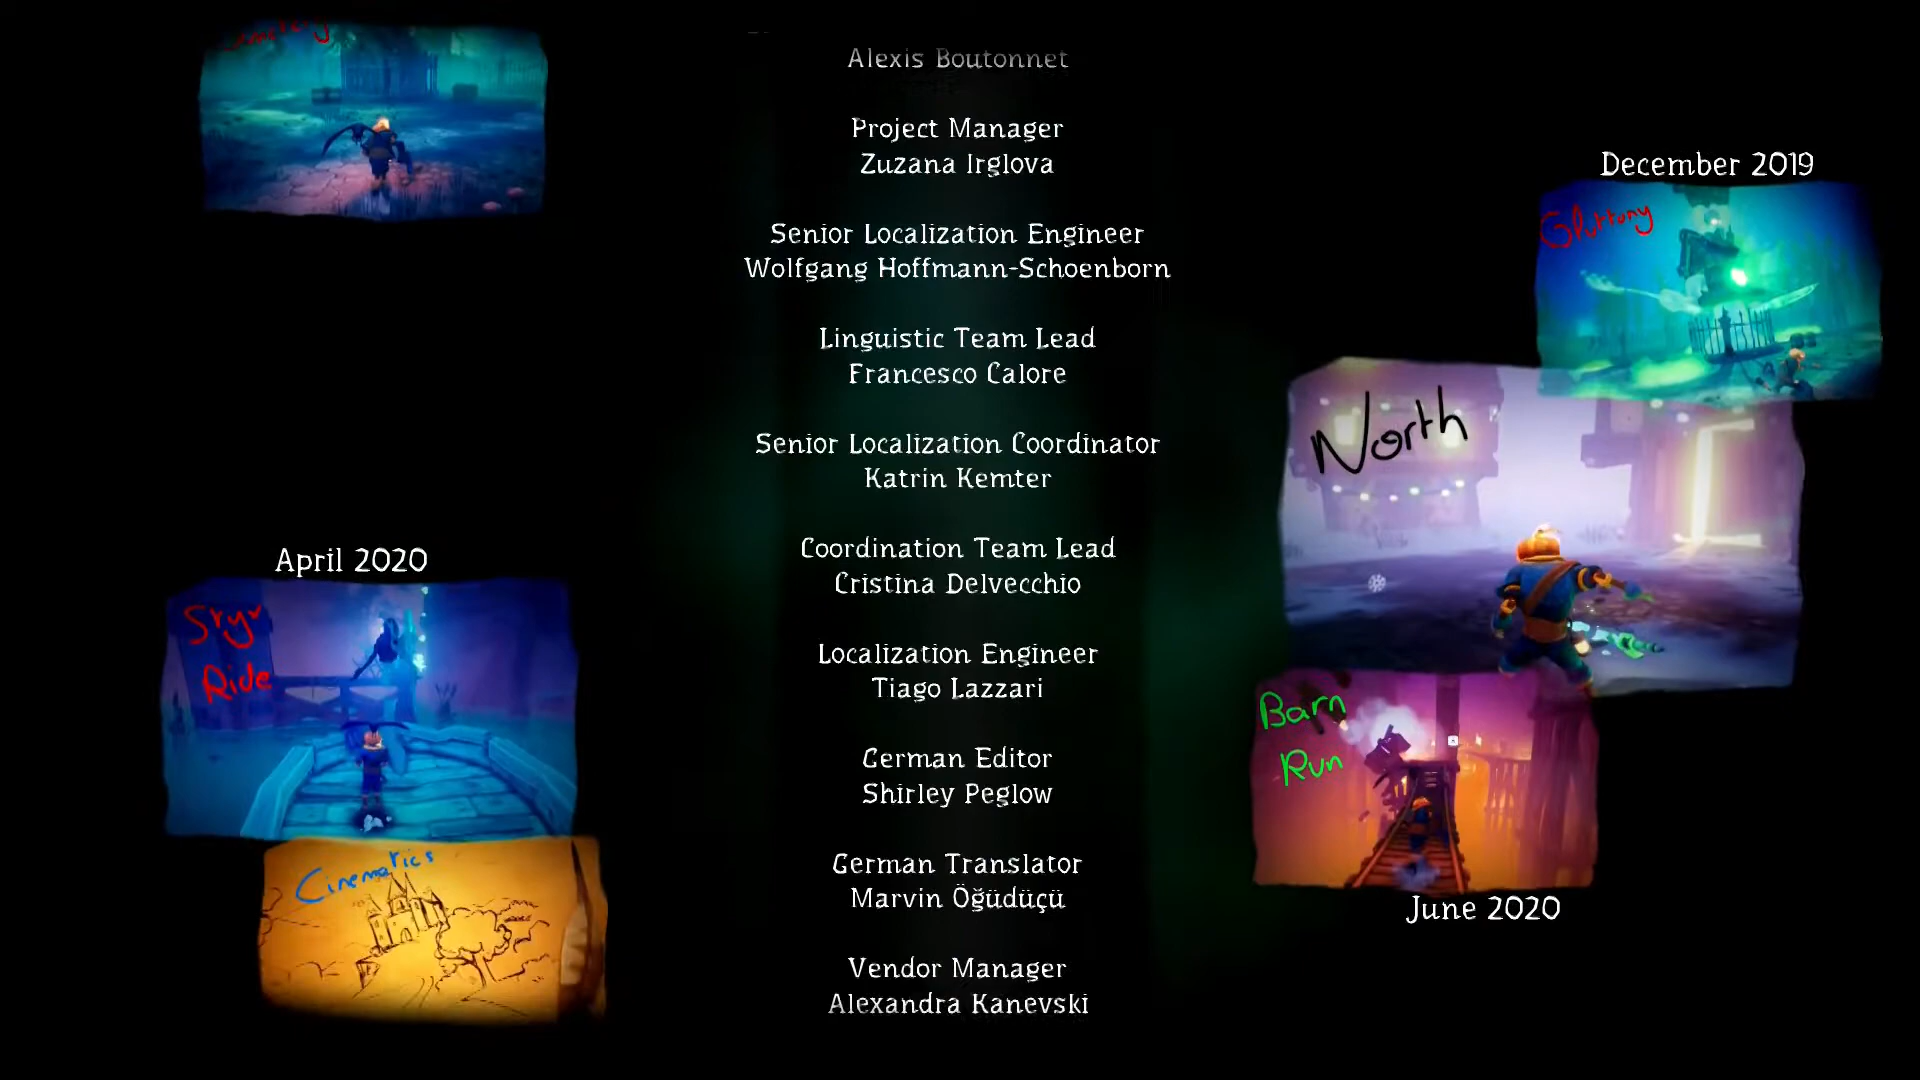 Alexis Boutonnet
Project Manager
Zuzana Irglova
Senior Localization Engineer
Wolfgang Hoffmann-Schoenborn
Linguistic Team Lead
Francesco Calore
Senior Localization Coordinator
Katrin Kemter
Coordination Team Lead
Cristina Delvecchio
Localization Engineer
Tiago Lazzari
German Editor
Shirley Peglow
German Translator
Marvin Öğüdüçü
Vendor Manager
Alexandra Kanevski
April 2020
Styr
Ride
Cinematics
December 2019
Gluttony
North
Barn
Run
June 2020